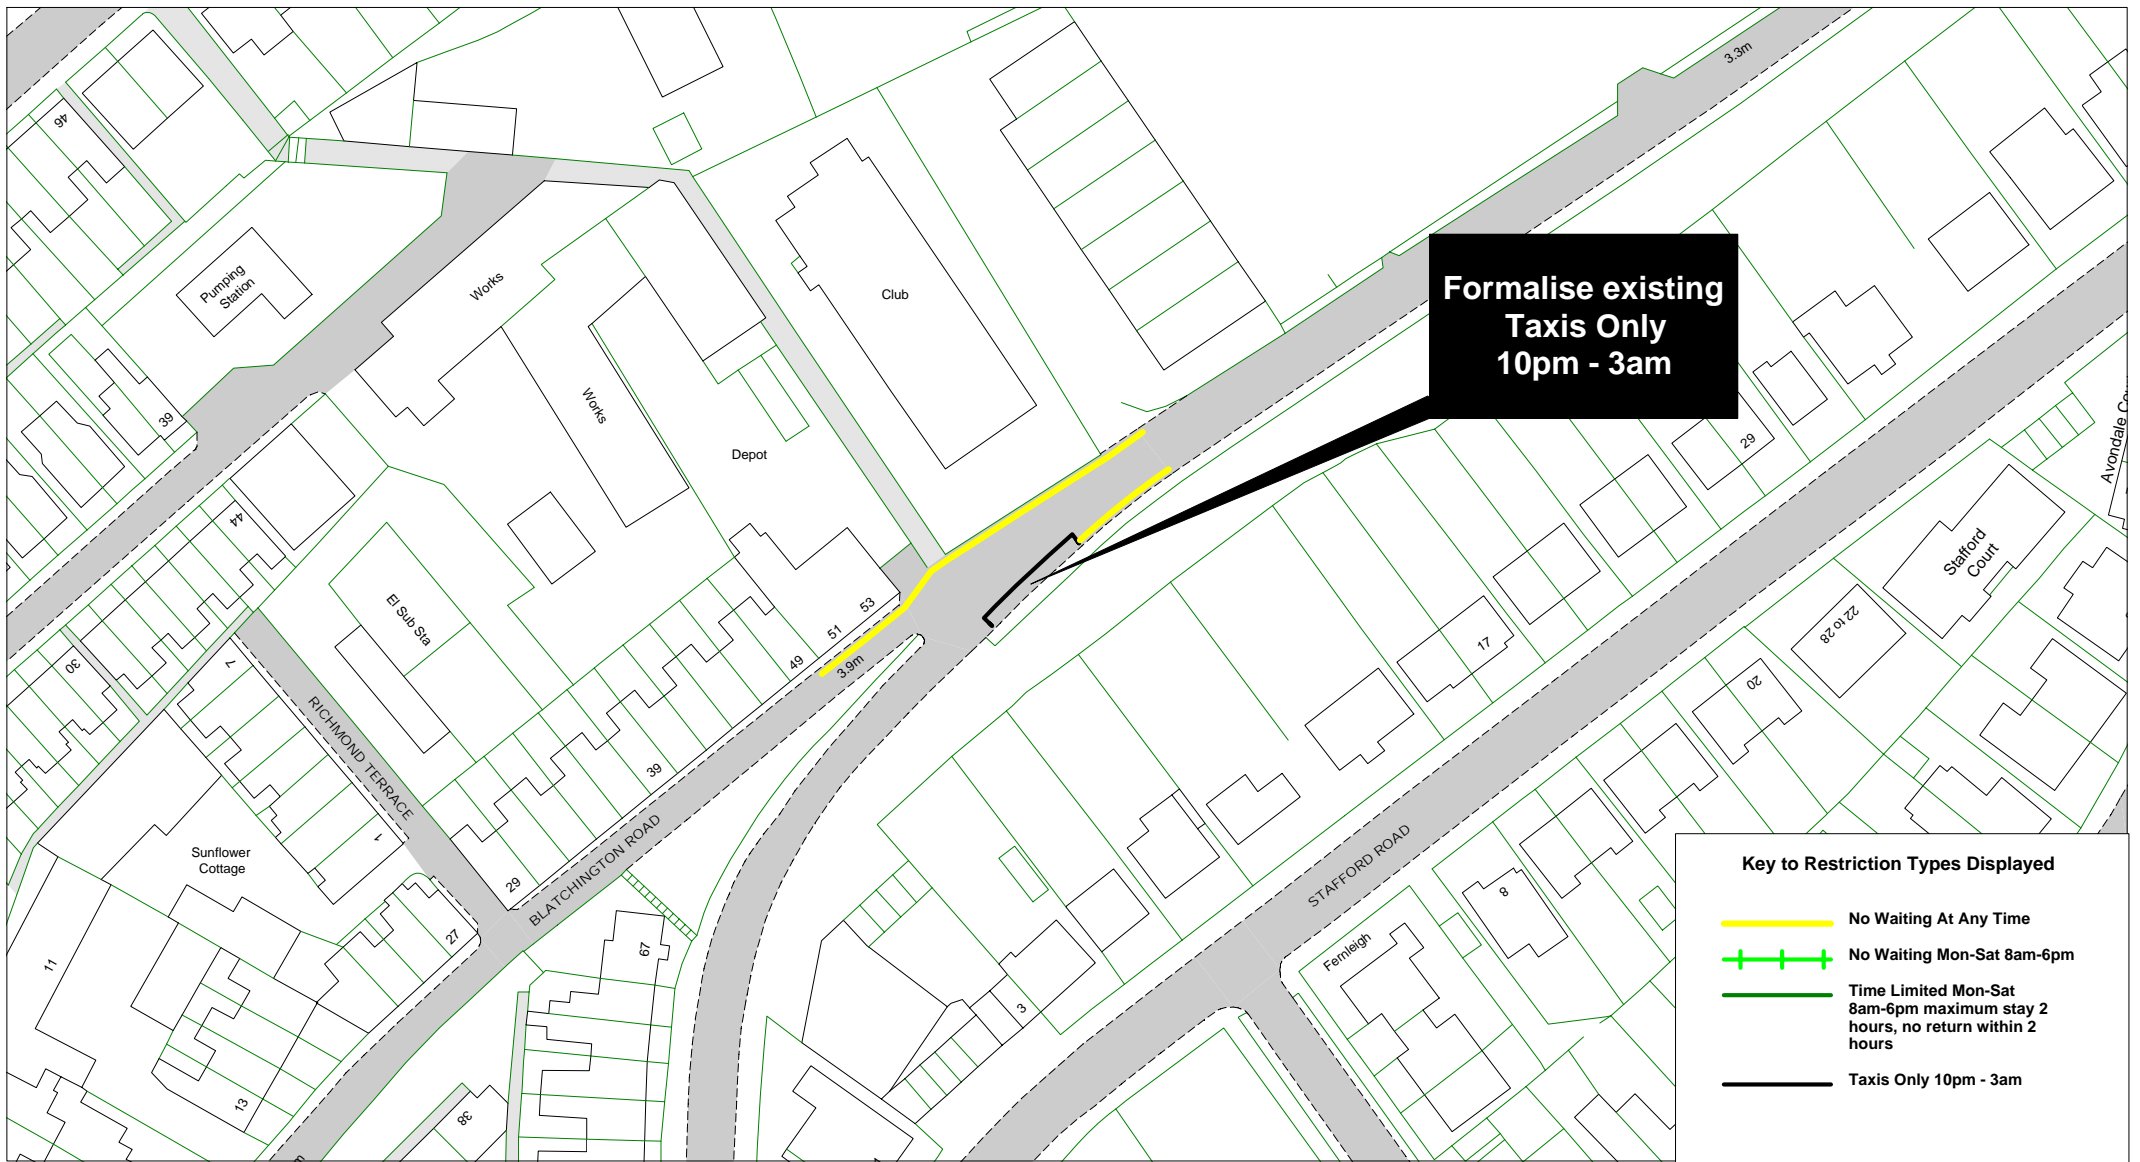 3.3m
46
Pumping
Station
Works
Club
Formalise existing
Taxis Only
10pm - 3am
Works
39
Depot
29
Avondale
44
Stafford
Court
El Sub Sta
53
51
49
3.9m
17
22 to 28
20
30
7
RICHMOND TERRACE
39
1
Sunflower
Cottage
BLATCHINGTON ROAD
29
STAFFORD ROAD
8
27
67
Fernleigh
11
3
13
38
Key to Restriction Types Displayed
No Waiting At Any Time
No Waiting Mon-Sat 8am-6pm
Time Limited Mon-Sat
8am-6pm maximum stay 2
hours, no return within 2
hours
Taxis Only 10pm - 3am